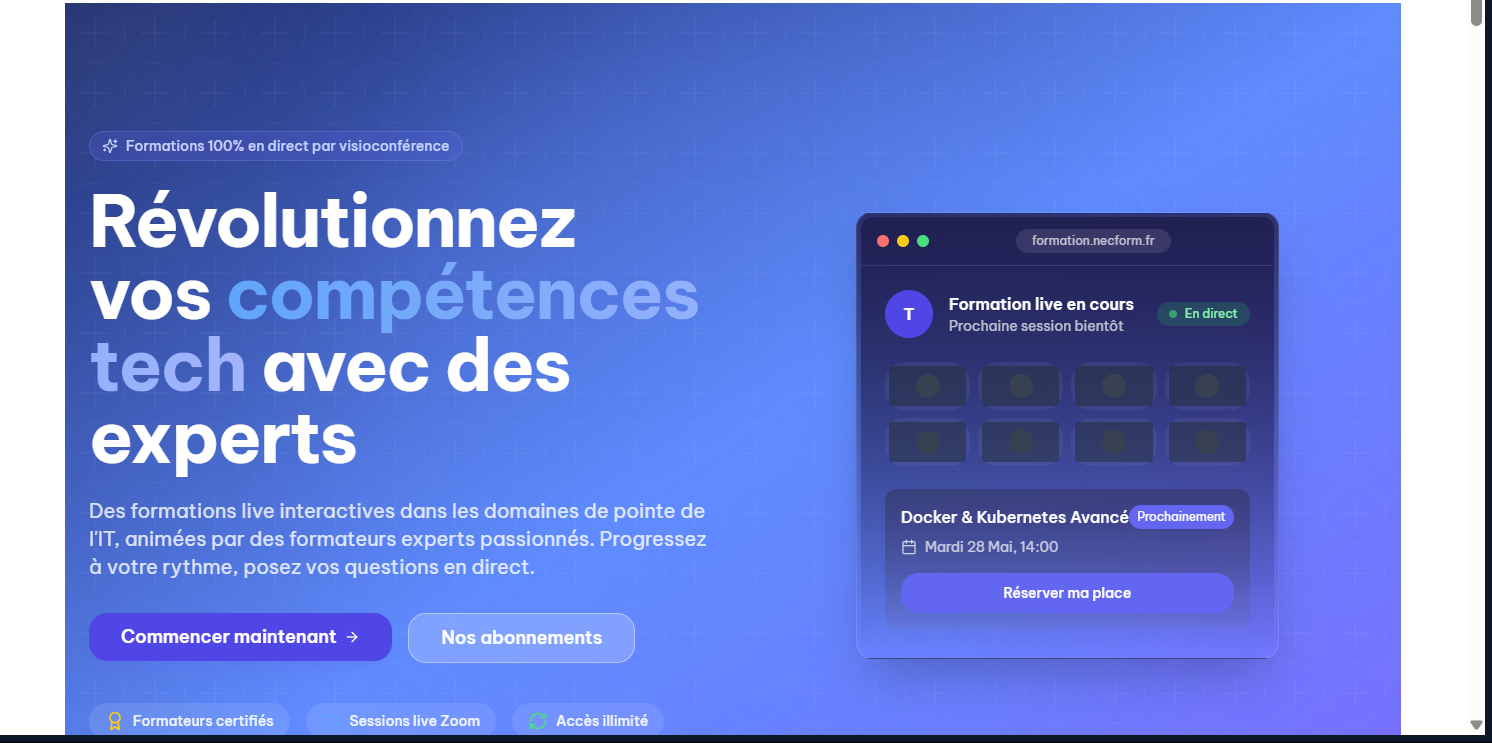 Formations 100% en direct par visioconférence
Révolutionnez
vos compétences
tech avec des
experts
Des formations live interactives dans les domaines de pointe de
l'IT, animées par des formateurs experts passionnés. Progressez
à votre rythme, posez vos questions en direct.
Commencer maintenant →
Nos abonnements
Formateurs certifiés
Sessions live Zoom
Accès illimité
formation.necform.fr
T
Formation live en cours
Prochaine session bientôt
En direct
Docker & Kubernetes Avancé
Prochainement
Mardi 28 Mai, 14:00
Réserver ma place